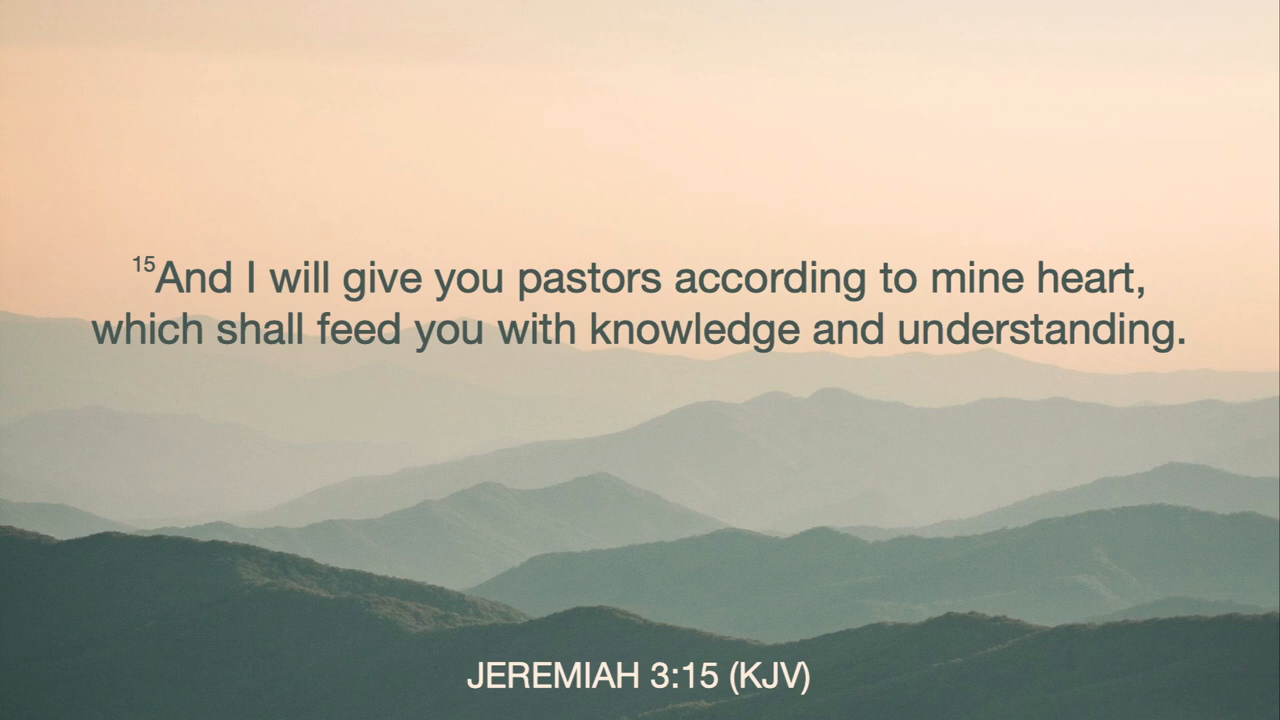 15And I will give you pastors according to mine heart,
which shall feed you with knowledge and understanding.
JEREMIAH 3:15 (KJV)